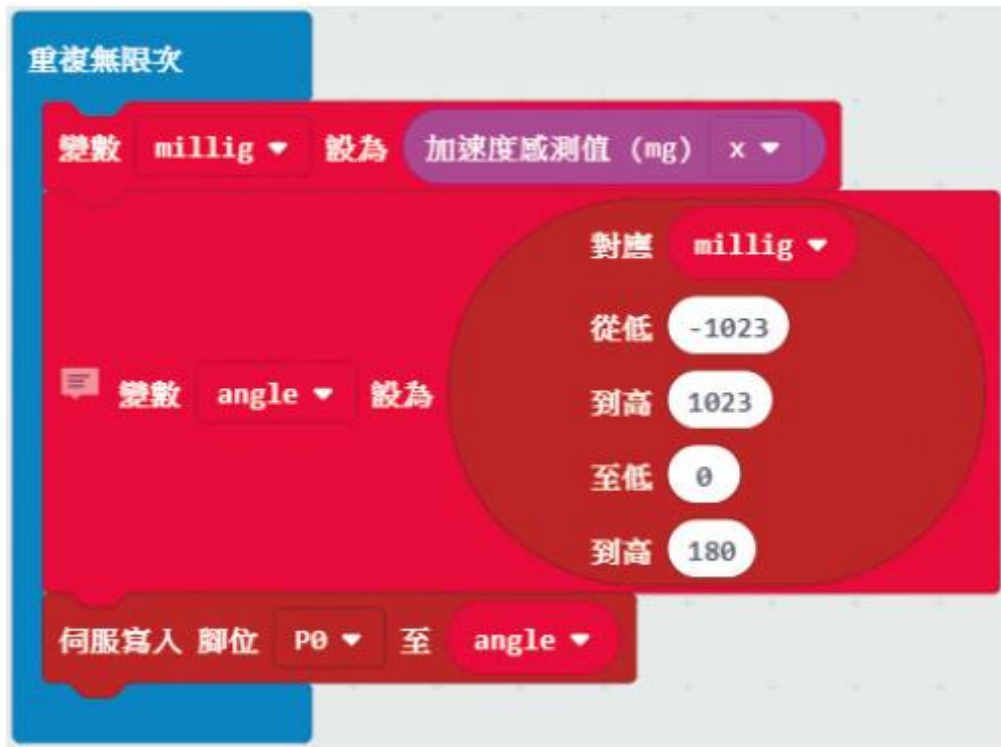 重複無限次
變數 millig 設為 加速度感測值 (mg) x
對應 millig
從低 -1023
變數 angle 設為
到高 1023
至低 0
到高 180
伺服寫入 腳位 P0 至 angle